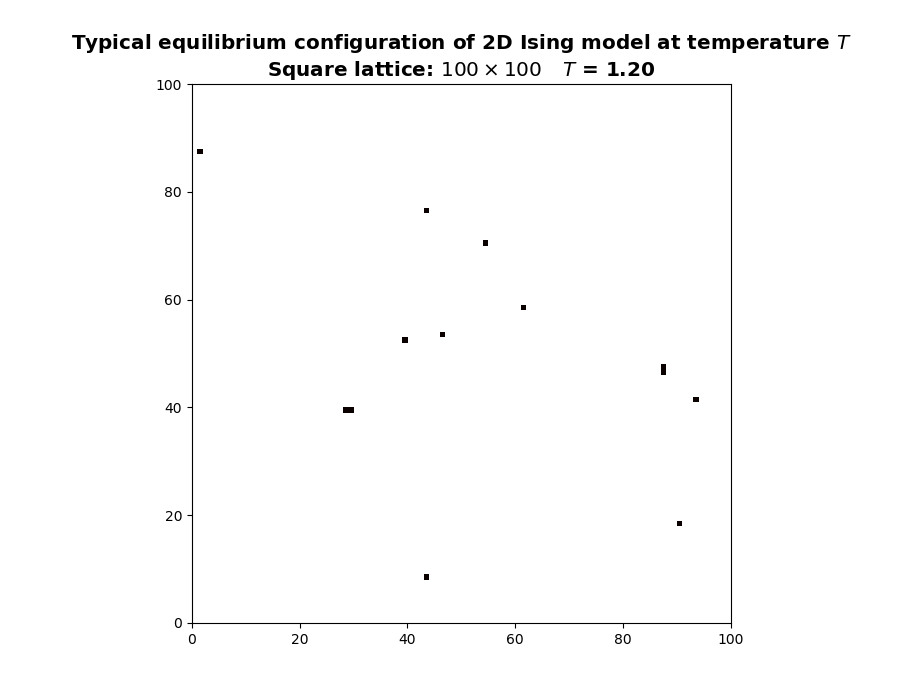 Typical equilibrium configuration of 2D Ising model at temperature T
Square lattice: 100 × 100 T = 1.20
100
80
60
40
20
0
0 20 40 60 80 100